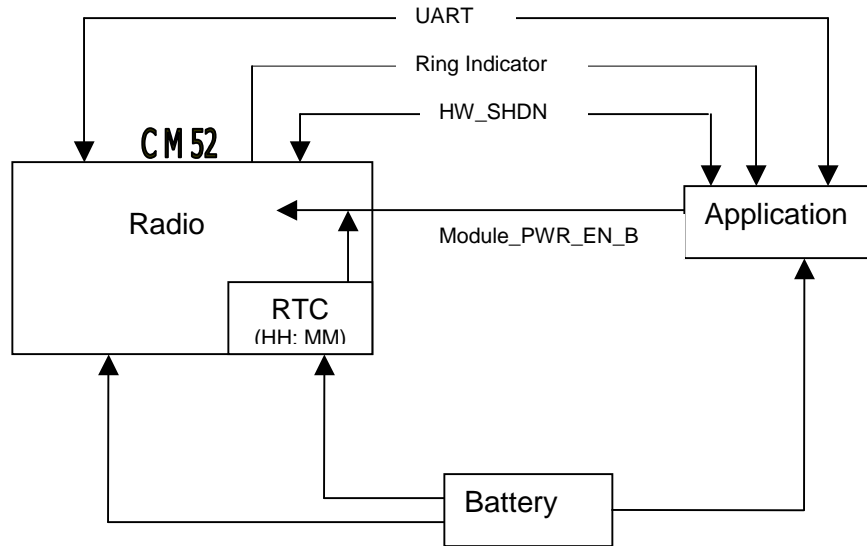 UART
Ring Indicator
HW_SHDN
CM52
Radio
Application
Module_PWR_EN_B
RTC
(HH: MM)
Battery